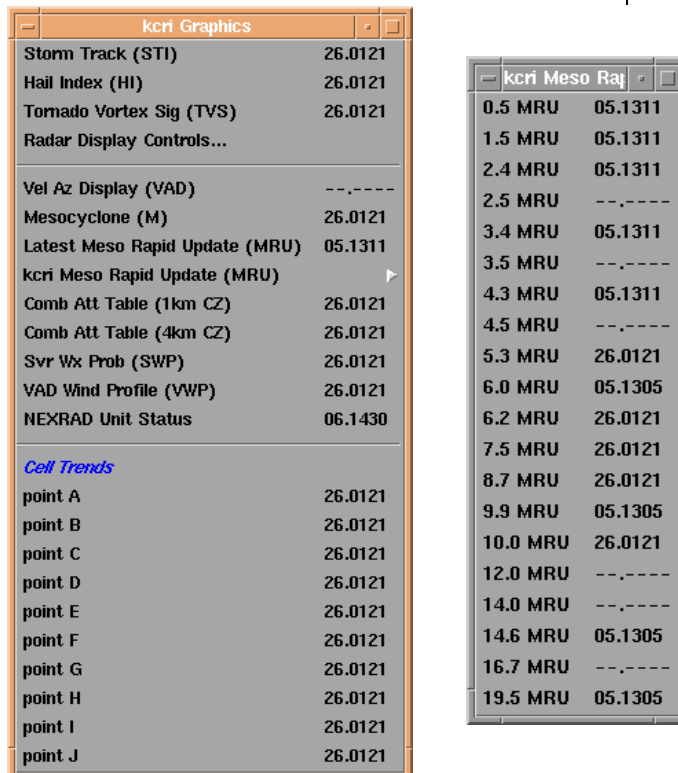 kcri Graphics
Storm Track (STI) 26.0121
Hail Index (HI) 26.0121
Tornado Vortex Sig (TVS) 26.0121
Radar Display Controls...
Vel Az Display (VAD) --.----
Mesocyclone (M) 26.0121
Latest Meso Rapid Update (MRU) 05.1311
kcri Meso Rapid Update (MRU)
Comb Att Table (1km CZ) 26.0121
Comb Att Table (4km CZ) 26.0121
Svr Wx Prob (SWP) 26.0121
VAD Wind Profile (VWP) 26.0121
NEXRAD Unit Status 06.1430
Cell Trends
point A 26.0121
point B 26.0121
point C 26.0121
point D 26.0121
point E 26.0121
point F 26.0121
point G 26.0121
point H 26.0121
point I 26.0121
point J 26.0121
kcri Meso Rap
0.5 MRU 05.1311
1.5 MRU 05.1311
2.4 MRU 05.1311
2.5 MRU --.----
3.4 MRU 05.1311
3.5 MRU --.----
4.3 MRU 05.1311
4.5 MRU --.----
5.3 MRU 26.0121
6.0 MRU 05.1305
6.2 MRU 26.0121
7.5 MRU 26.0121
8.7 MRU 26.0121
9.9 MRU 05.1305
10.0 MRU 26.0121
12.0 MRU --.----
14.0 MRU --.----
14.6 MRU 05.1305
16.7 MRU --.----
19.5 MRU 05.1305